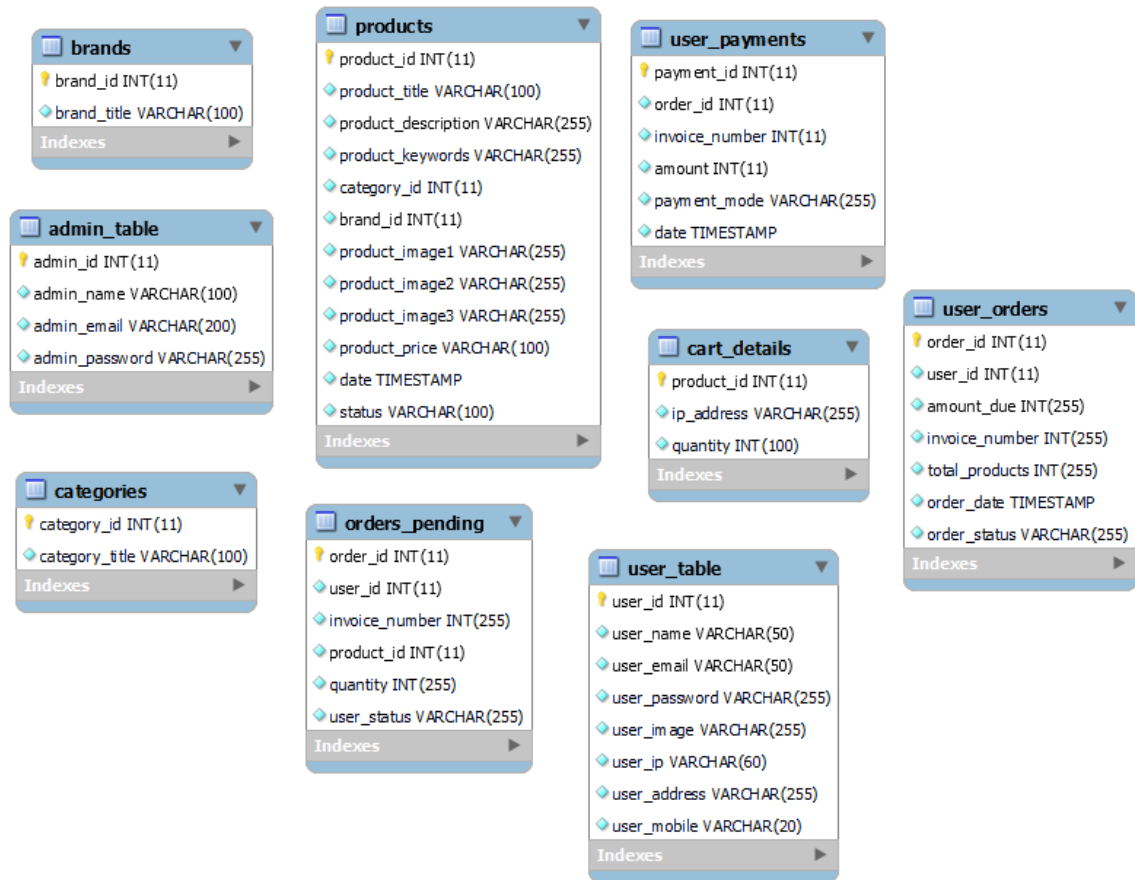 brands
brand_id INT(11)
brand_title VARCHAR(100)
Indexes
products
product_id INT(11)
product_title VARCHAR(100)
product_description VARCHAR(255)
product_keywords VARCHAR(255)
category_id INT(11)
brand_id INT(11)
product_image1 VARCHAR(255)
product_image2 VARCHAR(255)
product_image3 VARCHAR(255)
product_price VARCHAR(100)
date TIMESTAMP
status VARCHAR(100)
Indexes
user_payments
payment_id INT(11)
order_id INT(11)
invoice_number INT(11)
amount INT(11)
payment_mode VARCHAR(255)
date TIMESTAMP
Indexes
admin_table
admin_id INT(11)
admin_name VARCHAR(100)
admin_email VARCHAR(200)
admin_password VARCHAR(255)
Indexes
cart_details
product_id INT(11)
ip_address VARCHAR(255)
quantity INT(100)
Indexes
user_orders
order_id INT(11)
user_id INT(11)
amount_due INT(255)
invoice_number INT(255)
total_products INT(255)
order_date TIMESTAMP
order_status VARCHAR(255)
Indexes
categories
category_id INT(11)
category_title VARCHAR(100)
Indexes
orders_pending
order_id INT(11)
user_id INT(11)
invoice_number INT(255)
product_id INT(11)
quantity INT(255)
user_status VARCHAR(255)
Indexes
user_table
user_id INT(11)
user_name VARCHAR(50)
user_email VARCHAR(50)
user_password VARCHAR(255)
user_image VARCHAR(255)
user_ip VARCHAR(60)
user_address VARCHAR(255)
user_mobile VARCHAR(20)
Indexes